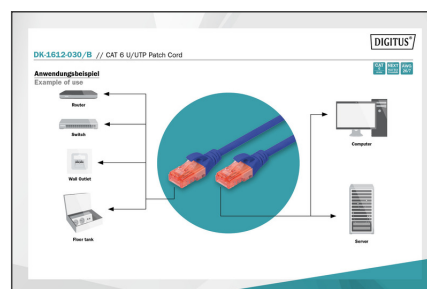 DIGITUS®
DK-1612-030/B // CAT 6 U/UTP Patch Cord
Anwendungsbeispiel
Example of use
Router
Switch
Wall Outlet
Floor tank
Computer
Server